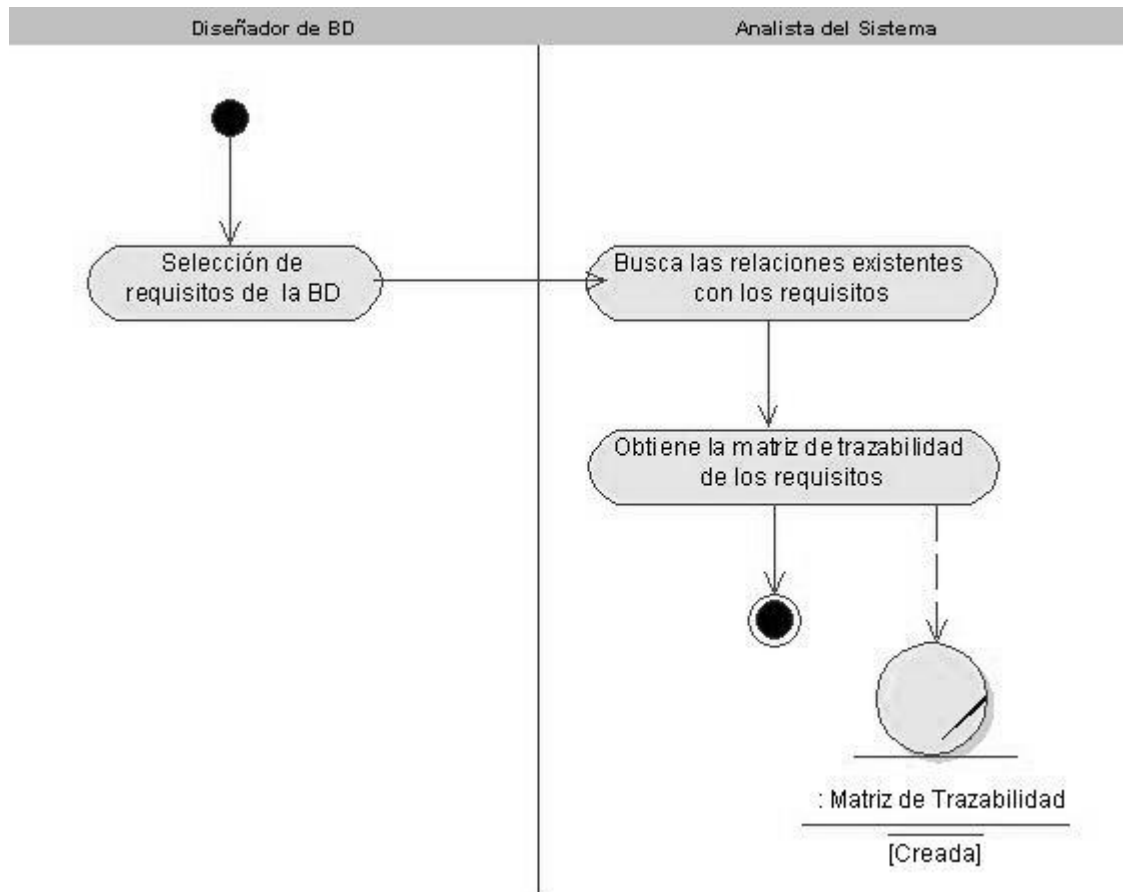 Diseñador de BD
Analista del Sistema
Selección de
requisitos de la BD
Busca las relaciones existentes
con los requisitos
Obtiene la matriz de trazabilidad
de los requisitos
: Matriz de Trazabilidad
[Creada]